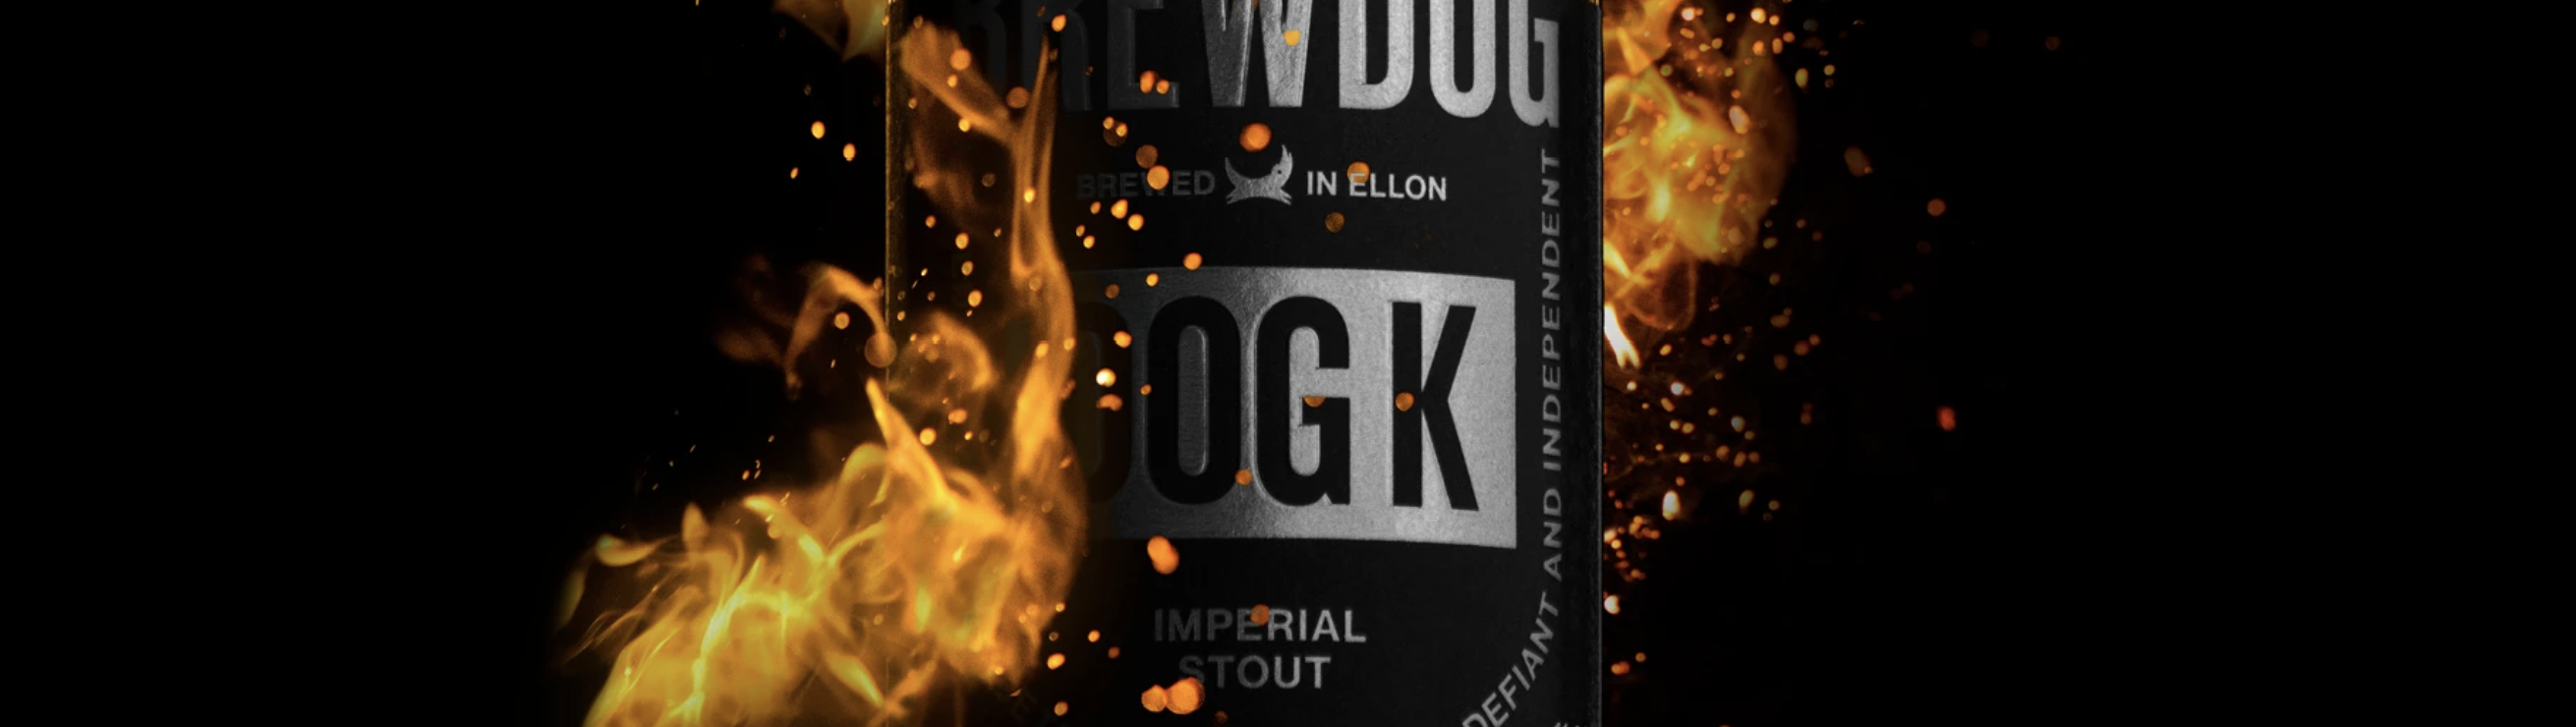 BREWDOG
BREWED IN ELLON
DOG K
IMPERIAL
STOUT
DEFIANT AND INDEPENDENT